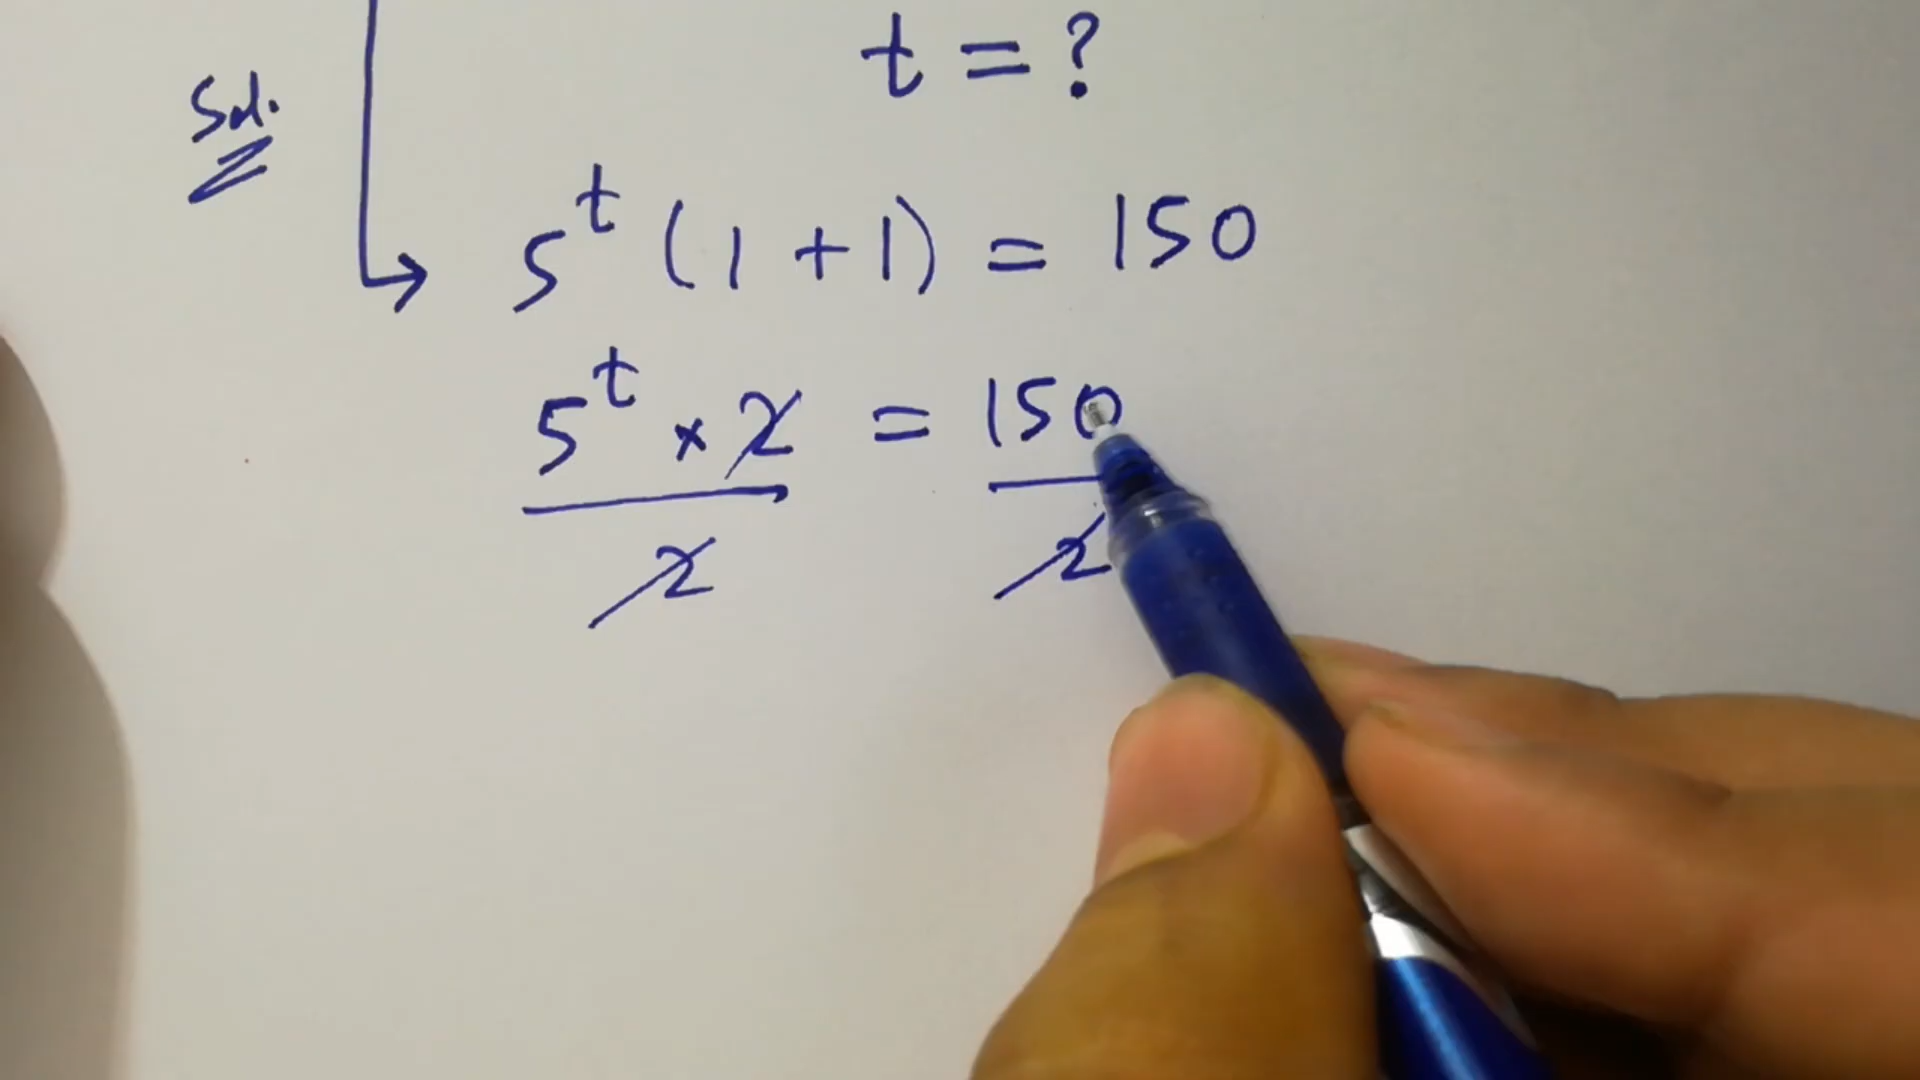 t = ?
Sol.
5^t (1 + 1) = 150
5^t × 2 = 150
2 2